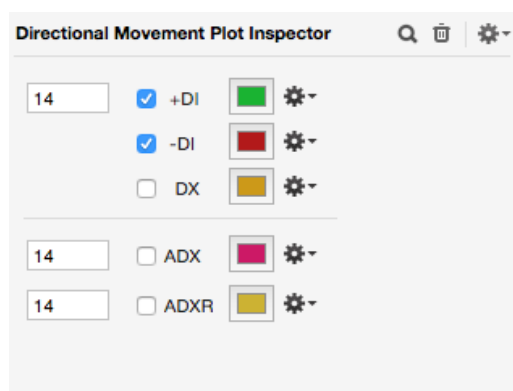 Directional Movement Plot Inspector
14 +DI
-DI
DX
14 ADX
14 ADXR